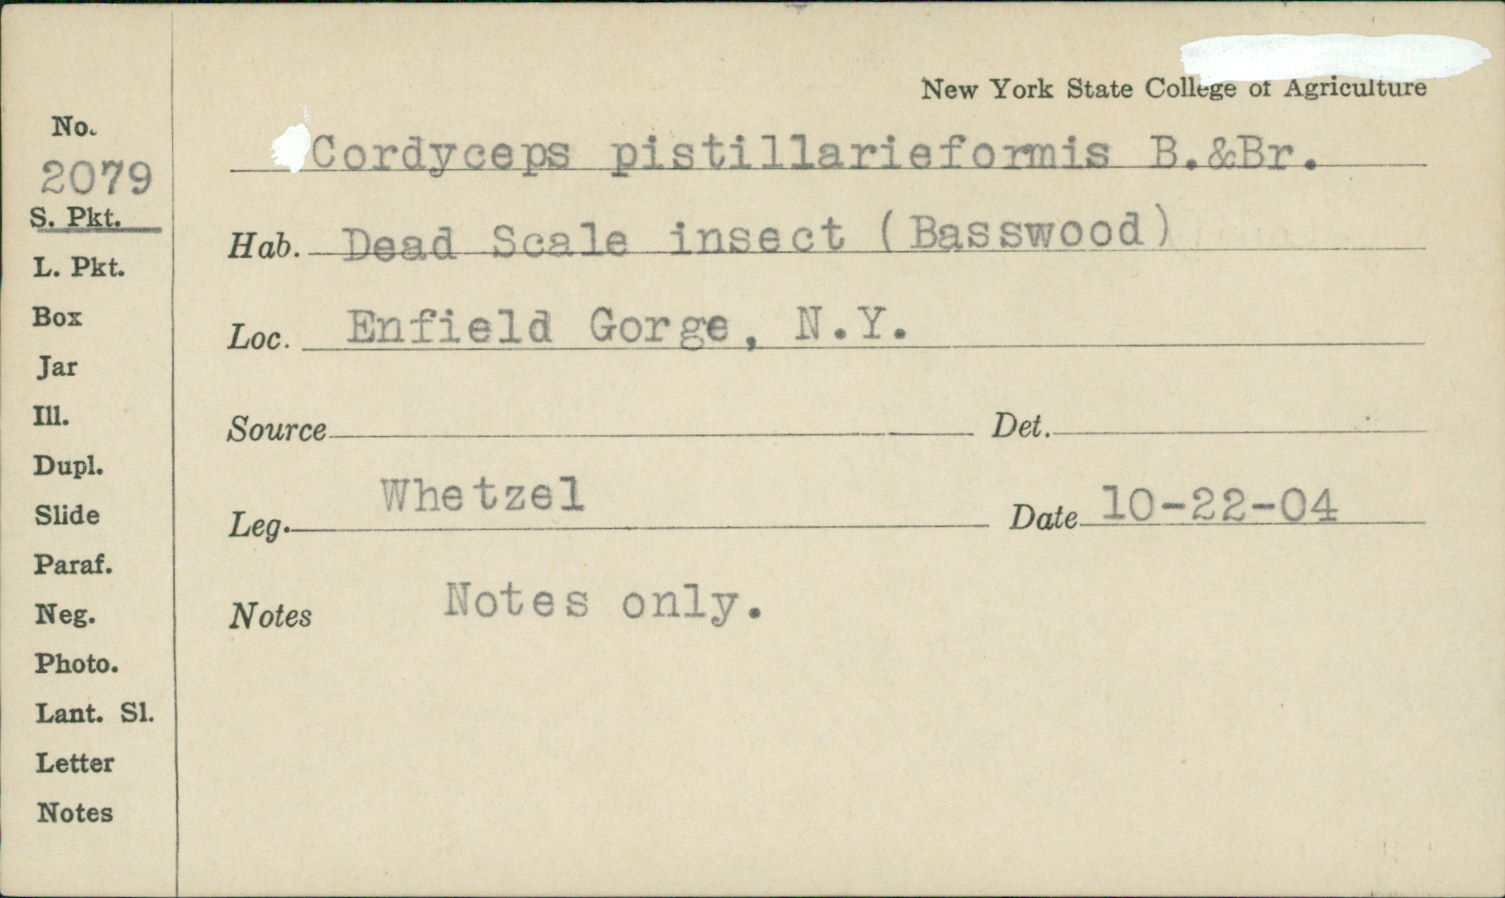 New York State College of Agriculture
No.
2079
S. Pkt.
L. Pkt.
Box
Jar
Ill.
Dupl.
Slide
Paraf.
Neg.
Photo.
Lant. Sl.
Letter
Notes
Cordyceps pistillarieformis B.&Br.
Hab. Dead Scale insect (Basswood)
Loc. Enfield Gorge, N.Y.
Source Det.
Leg. Whetzel Date 10-22-04
Notes Notes only.